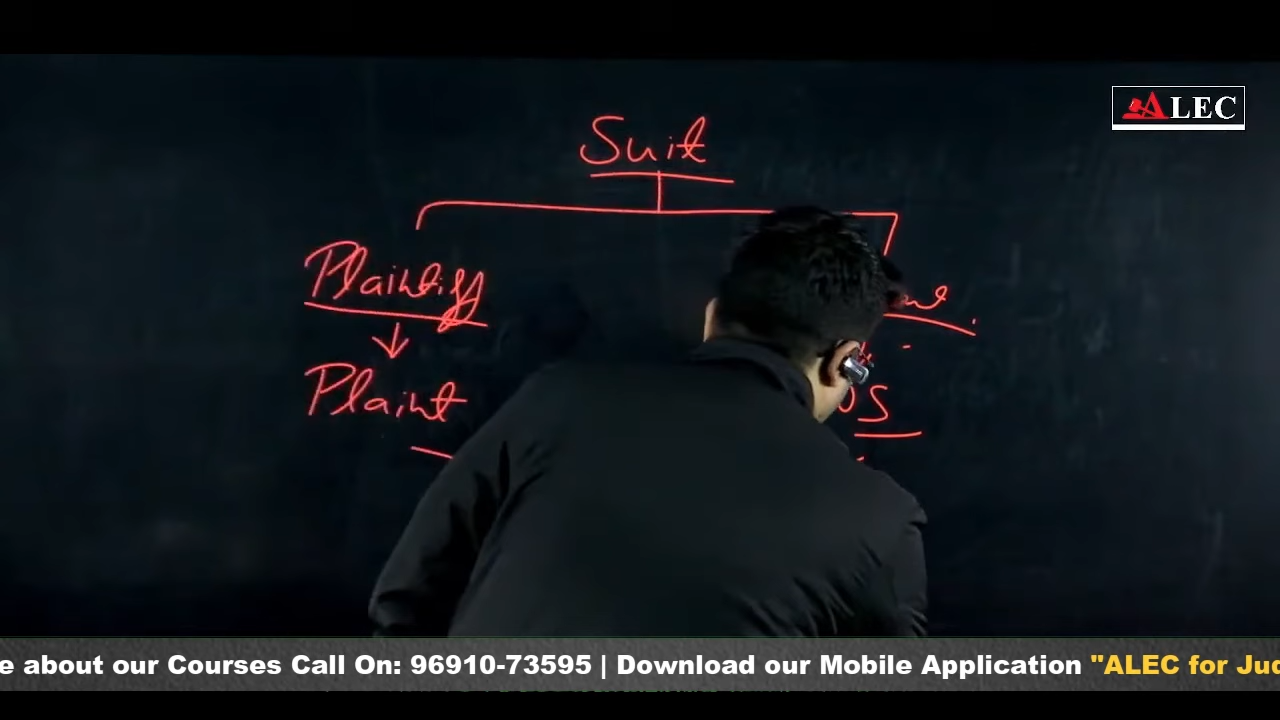 ALEC
Suit
Plaintiff
Plaint
e about our Courses Call On: 96910-73595 | Download our Mobile Application "ALEC for Jud